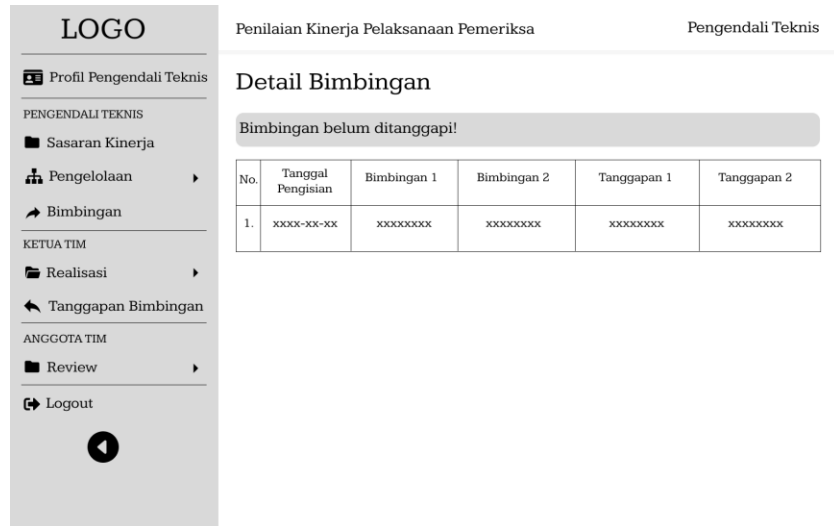 LOGO
Profil Pengendali Teknis
PENGENDALI TEKNIS
Sasaran Kinerja
Pengelolaan
Bimbingan
KETUA TIM
Realisasi
Tanggapan Bimbingan
ANGGOTA TIM
Review
Logout
Penilaian Kinerja Pelaksanaan Pemeriksa
Pengendali Teknis
Detail Bimbingan
Bimbingan belum ditanggapi!
No. Tanggal Pengisian Bimbingan 1 Bimbingan 2 Tanggapan 1 Tanggapan 2
1. xxxx-xx-xx xxxxxxxx xxxxxxxx xxxxxxxx xxxxxxxx